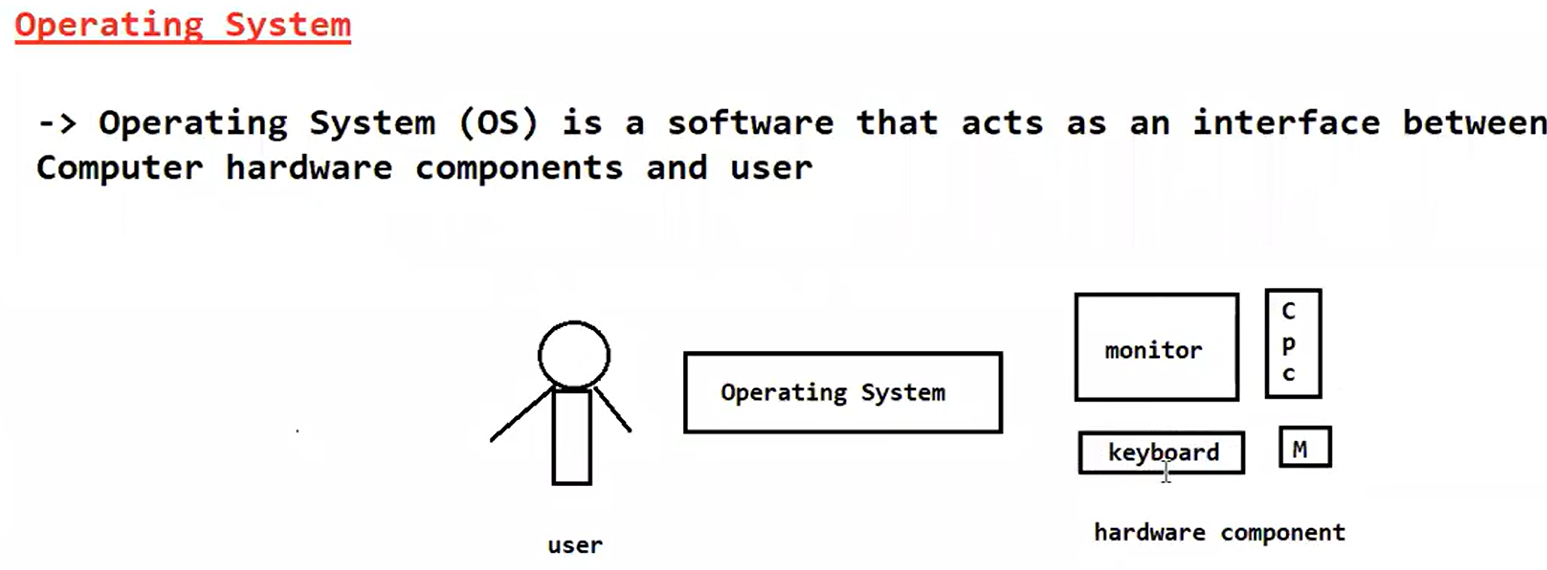 Operating System
-> Operating System (OS) is a software that acts as an interface between
Computer hardware components and user
Operating System
monitor
C
p
c
keyboard
M
user
hardware component